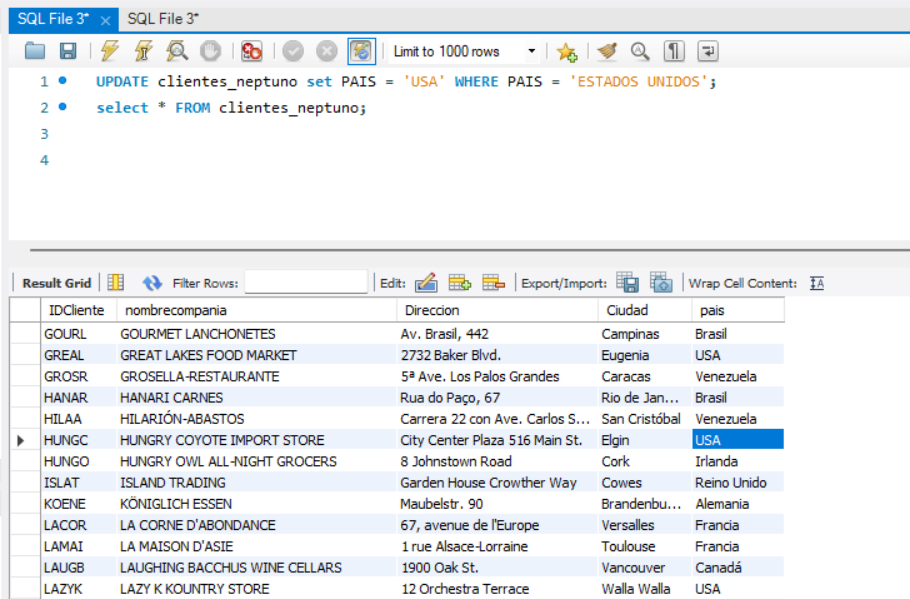 SQL File 3* × SQL File 3*
Limit to 1000 rows
1 UPDATE clientes_neptuno set PAIS = 'USA' WHERE PAIS = 'ESTADOS UNIDOS';
2 select * FROM clientes_neptuno;
3
4
Result Grid Filter Rows: Edit: Export/Import: Wrap Cell Content:
IDCliente nombrecompania Direccion Ciudad pais
GOURL GOURMET LANCHONETES Av. Brasil, 442 Campinas Brasil
GREAL GREAT LAKES FOOD MARKET 2732 Baker Blvd. Eugenia USA
GROSR GROSELLA-RESTAURANTE 5ª Ave. Los Palos Grandes Caracas Venezuela
HANAR HANARI CARNES Rua do Paço, 67 Rio de Jan... Brasil
HILAA HILARIÓN-ABASTOS Carrera 22 con Ave. Carlos S... San Cristóbal Venezuela
HUNGC HUNGRY COYOTE IMPORT STORE City Center Plaza 516 Main St. Elgin USA
HUNGO HUNGRY OWL ALL-NIGHT GROCERS 8 Johnstown Road Cork Irlanda
ISLAT ISLAND TRADING Garden House Crowther Way Cowes Reino Unido
KOENE KÖNIGLICH ESSEN Maubelstr. 90 Brandenbu... Alemania
LACOR LA CORNE D'ABONDANCE 67, avenue de l'Europe Versalles Francia
LAMAI LA MAISON D'ASIE 1 rue Alsace-Lorraine Toulouse Francia
LAUGB LAUGHING BACCHUS WINE CELLARS 1900 Oak St. Vancouver Canadá
LAZYK LAZY K KOUNTRY STORE 12 Orchestra Terrace Walla Walla USA